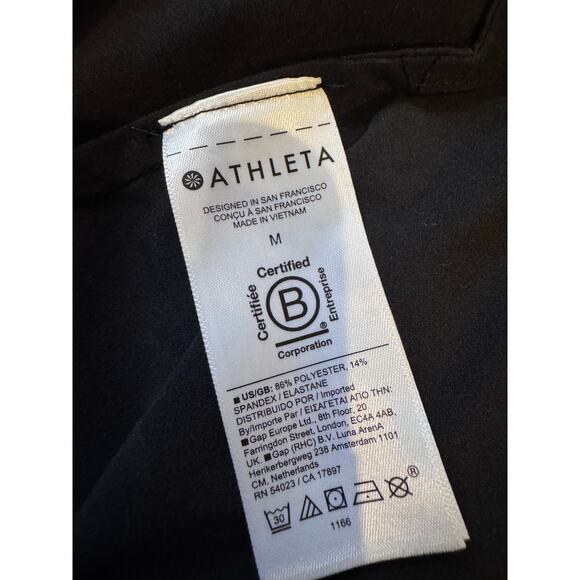 ATHLETA
DESIGNED IN SAN FRANCISCO
CONÇU À SAN FRANCISCO
MADE IN VIETNAM
M
Certified
Certifiée
B
Entreprise
®
Corporation
■US/GB: 86% POLYESTER, 14%
SPANDEX / ELASTANE
DISTRIBUIDO POR / Imported
By/Importe Par / ΕΙΣΑΓΕΤΑΙ ΑΠΟ ΤΗΝ:
■Gap Europe Ltd., 8th Floor, 20
Farringdon Street, London, EC4A 4AB,
UK. ■Gap (RHC) B.V. Luna ArenA
Herikerbergweg 238 Amsterdam 1101
CM, Netherlands
RN 54023 / CA 17897
30
®
1166